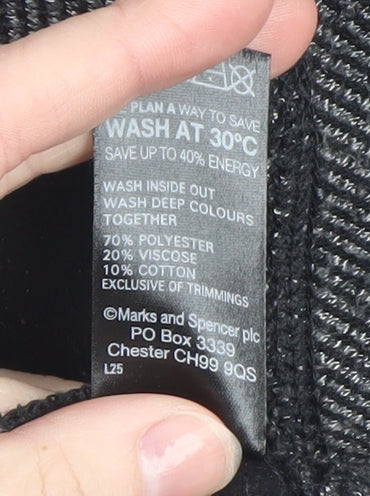 PLAN A WAY TO SAVE
WASH AT 30°C
SAVE UP TO 40% ENERGY
WASH INSIDE OUT
WASH DEEP COLOURS
TOGETHER
70% POLYESTER
20% VISCOSE
10% COTTON
EXCLUSIVE OF TRIMMINGS
©Marks and Spencer plc
PO Box 3339
Chester CH99 9QS
L25